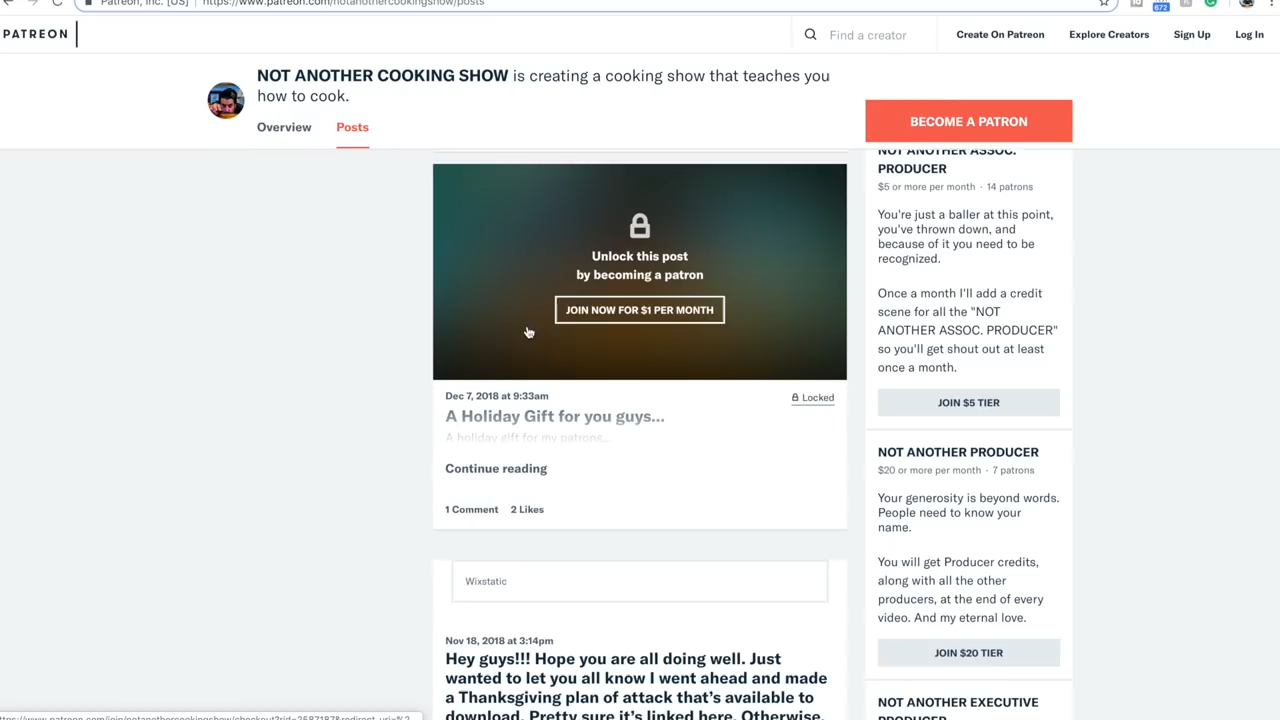 Patreon, Inc. [US]
https://www.patreon.com/notanothercookingshow/posts
672
PATREON
Find a creator
Create On Patreon
Explore Creators
Sign Up
Log In
NOT ANOTHER COOKING SHOW is creating a cooking show that teaches you
how to cook.
Overview
Posts
BECOME A PATRON
Unlock this post
by becoming a patron
JOIN NOW FOR $1 PER MONTH
Dec 7, 2018 at 9:33am
Locked
A Holiday Gift for you guys...
A holiday gift for my patrons...
Continue reading
1 Comment
2 Likes
Wixstatic
Nov 18, 2018 at 3:14pm
Hey guys!!! Hope you are all doing well. Just
wanted to let you all know I went ahead and made
a Thanksgiving plan of attack that's available to
download. Pretty sure it's linked here. Otherwise,
NOT ANOTHER ASSOC.
PRODUCER
$5 or more per month · 14 patrons
You're just a baller at this point,
you've thrown down, and
because of it you need to be
recognized.
Once a month I'll add a credit
scene for all the "NOT
ANOTHER ASSOC. PRODUCER"
so you'll get shout out at least
once a month.
JOIN $5 TIER
NOT ANOTHER PRODUCER
$20 or more per month · 7 patrons
Your generosity is beyond words.
People need to know your
name.
You will get Producer credits,
along with all the other
producers, at the end of every
video. And my eternal love.
JOIN $20 TIER
NOT ANOTHER EXECUTIVE
PRODUCER